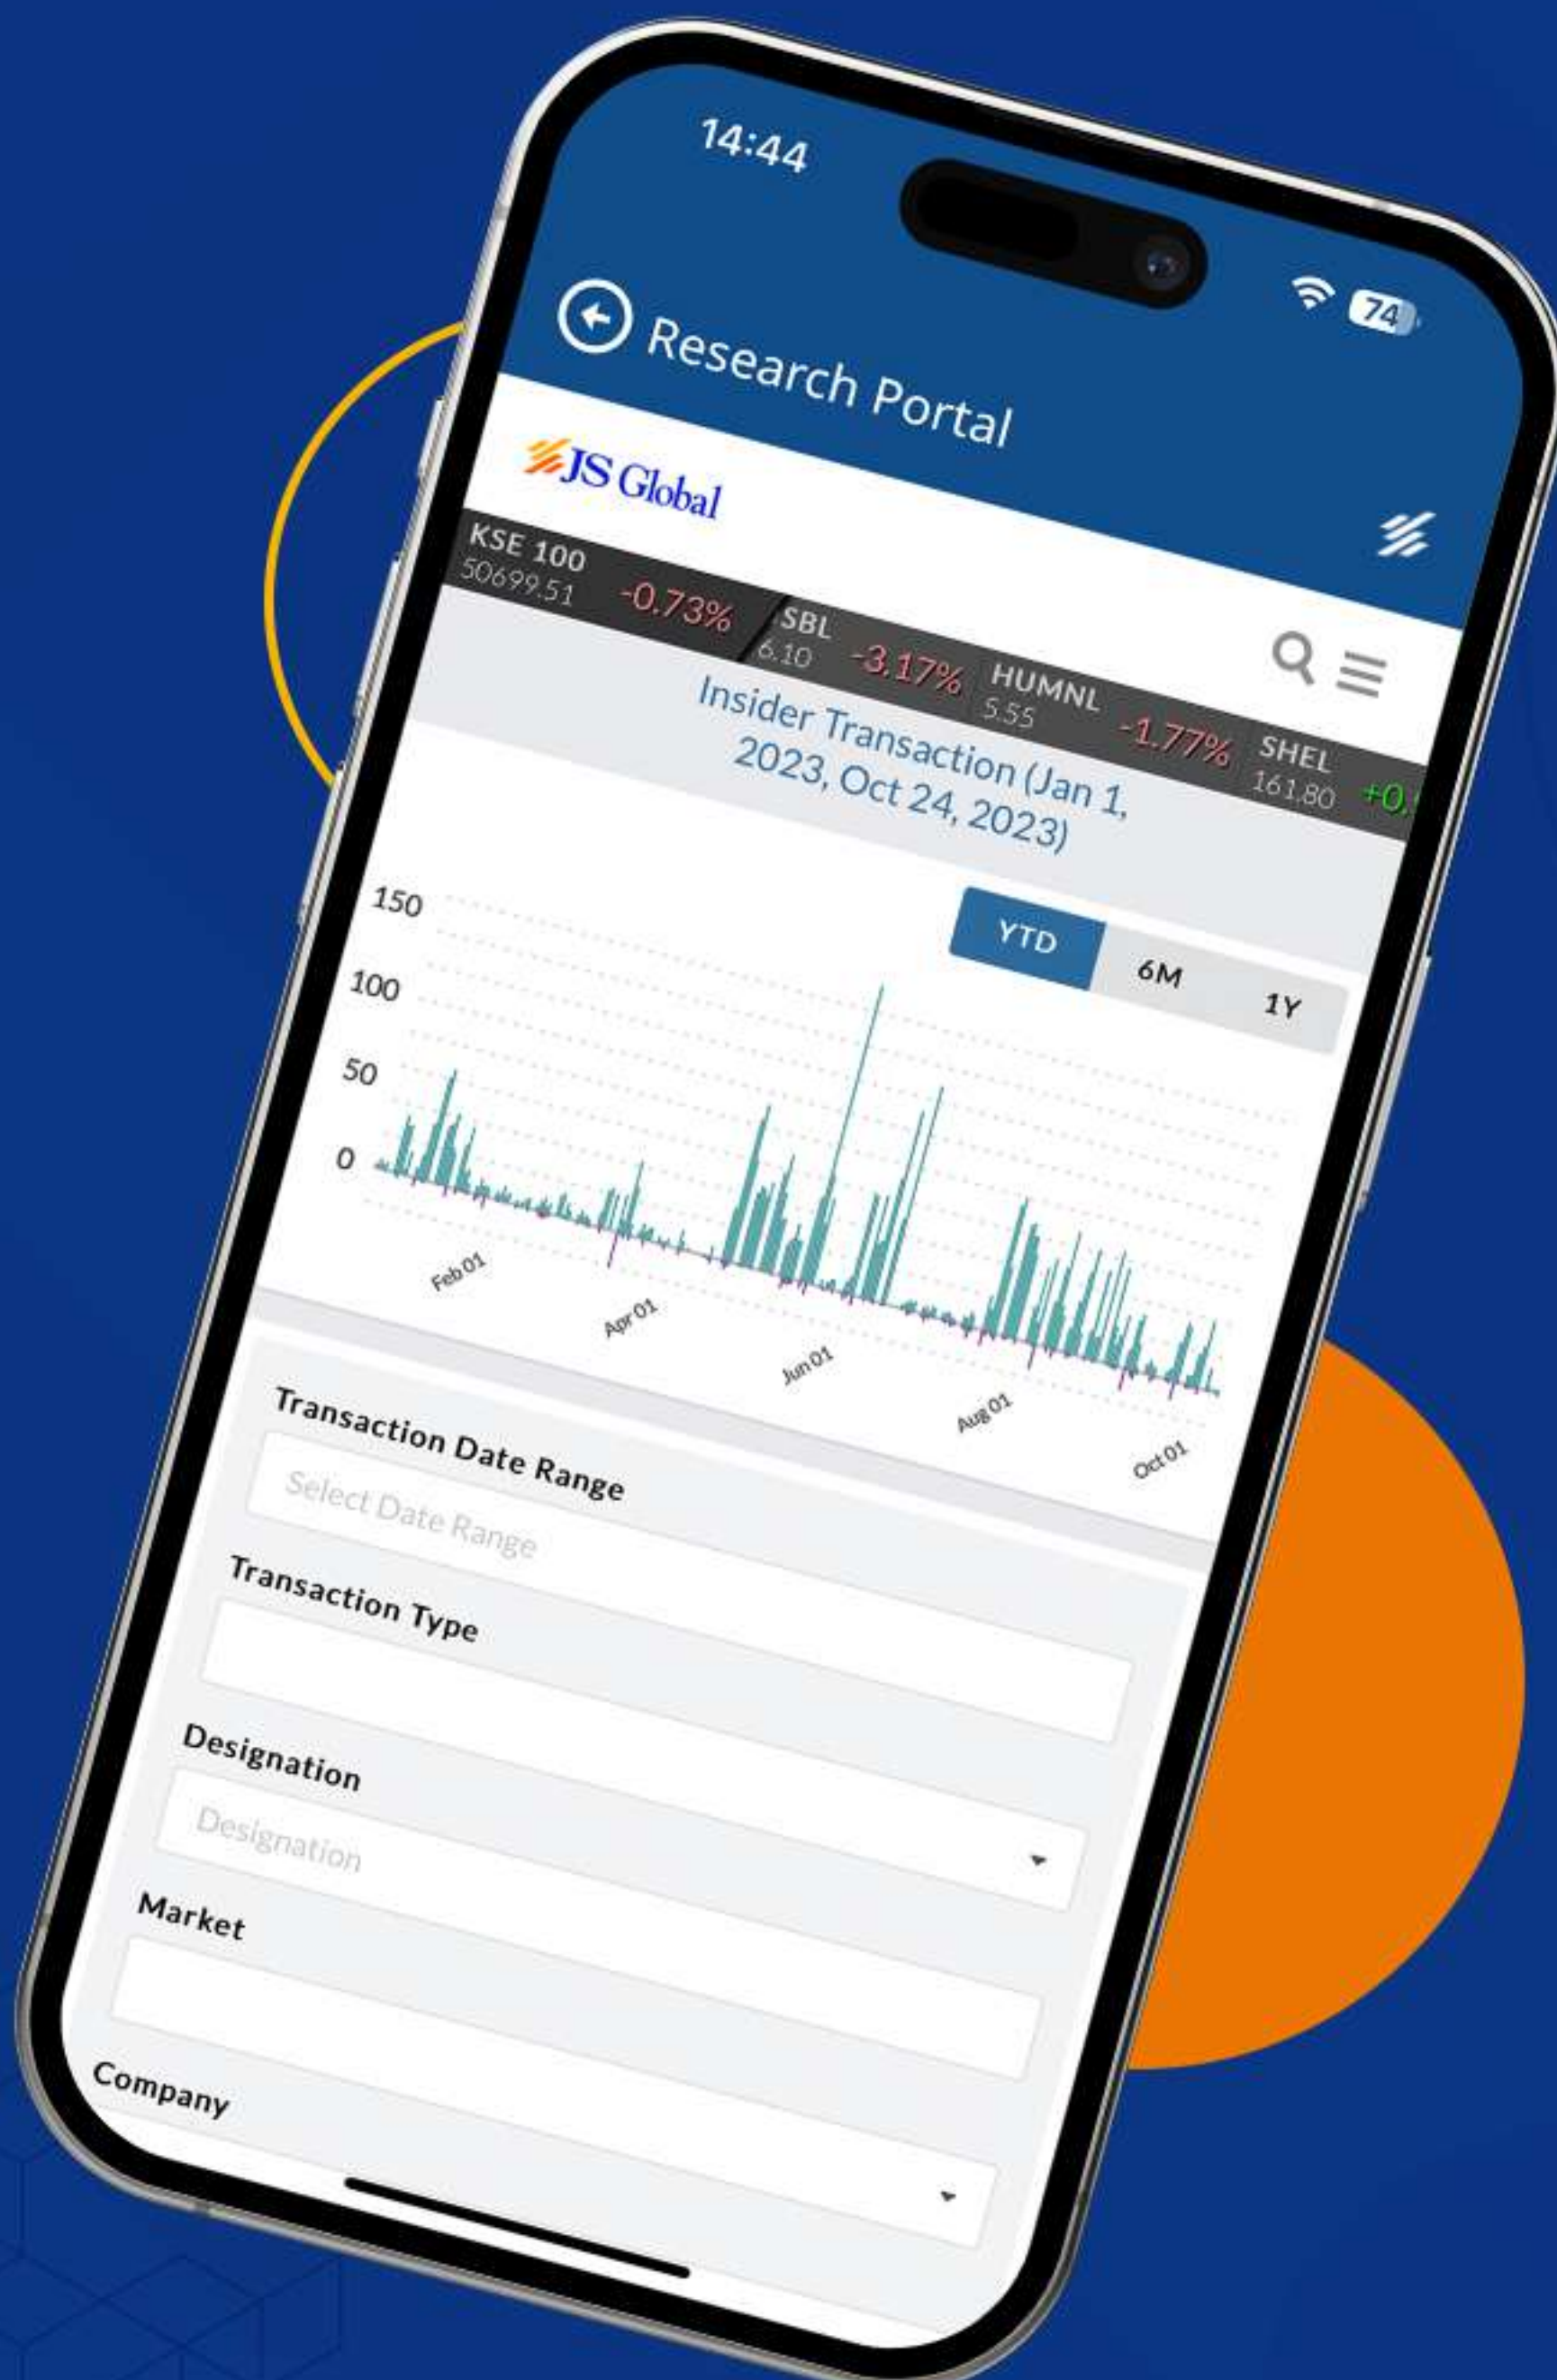 14:44
74
Research Portal
JS Global
KSE 100
50699.51
-0.73%
SBL
6.10
-3.17%
HUMNL
5.55
-1.77%
SHEL
161.80
Insider Transaction (Jan 1,
2023, Oct 24, 2023)
YTD
6M
1Y
150
100
50
0
Feb 01
Apr 01
Jun 01
Aug 01
Oct 01
Transaction Date Range
Select Date Range
Transaction Type
Designation
Designation
Market
Company